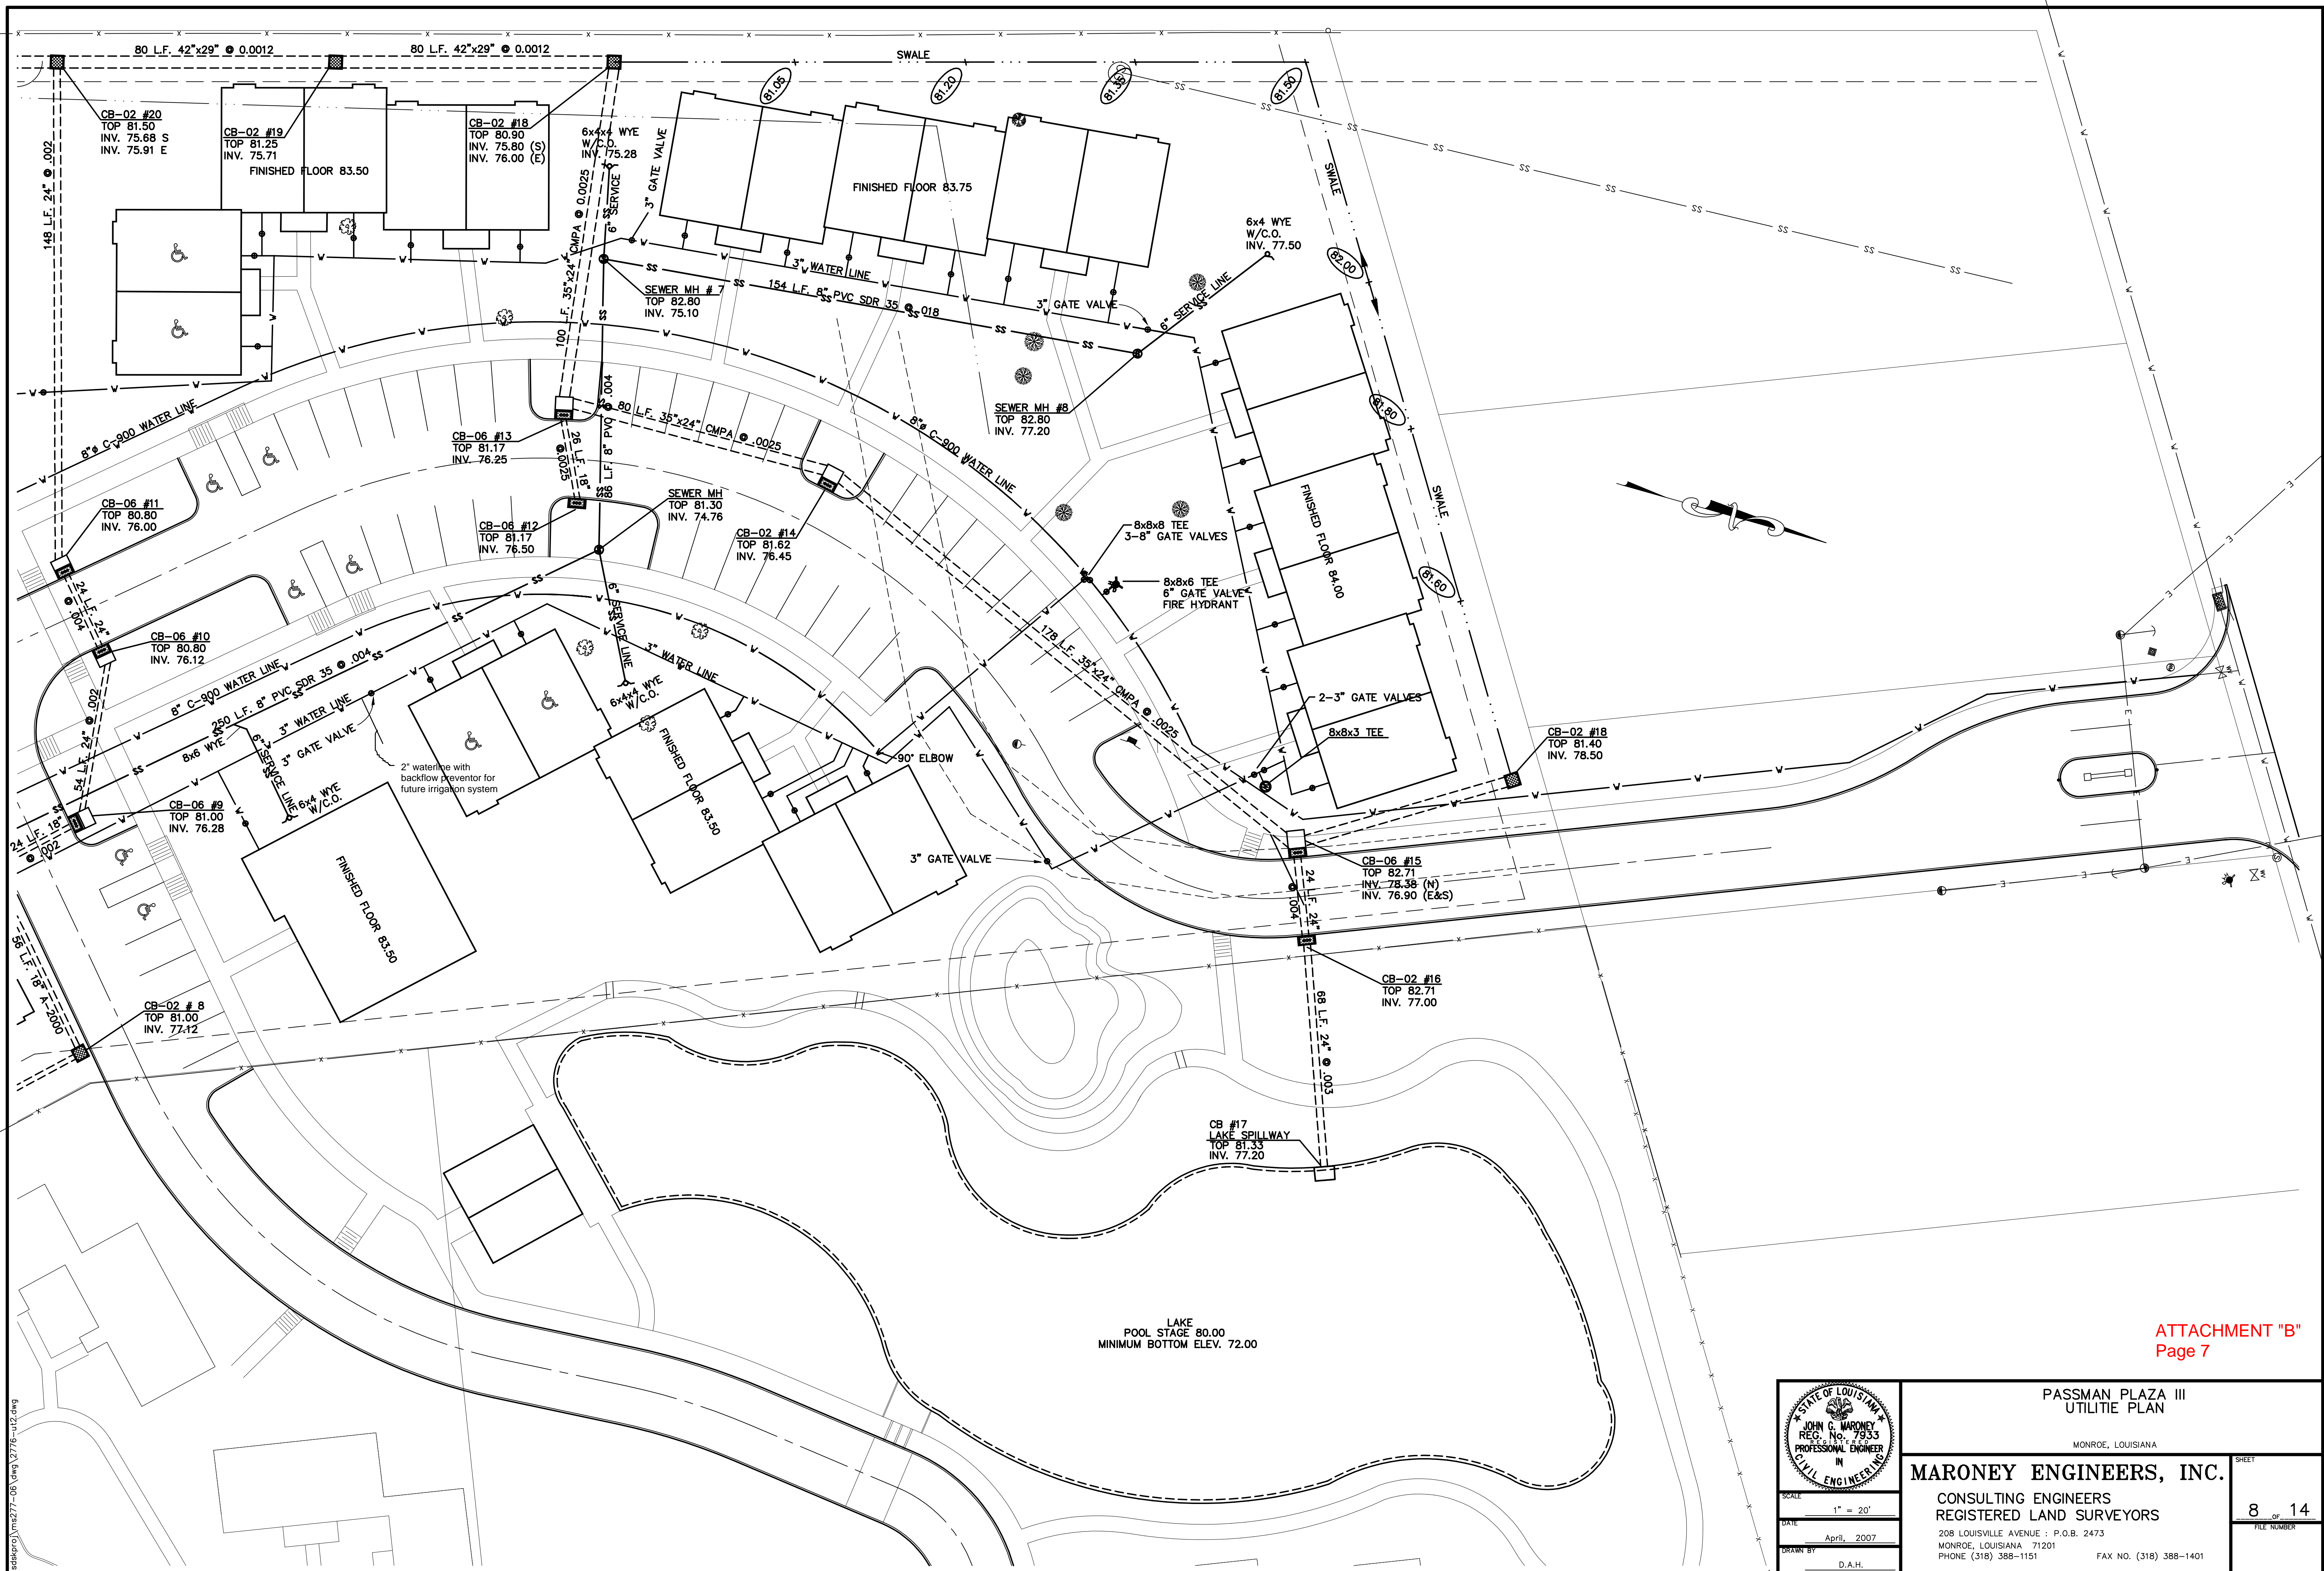 80 L.F. 42"x29" @ 0.0012
80 L.F. 42"x29" @ 0.0012
SWALE
81.05
81.20
81.35
81.50
CB-02 #20
TOP 81.50
INV. 75.68 S
INV. 75.91 E
CB-02 #19
TOP 81.25
INV. 75.71
FINISHED FLOOR 83.50
CB-02 #18
TOP 80.90
INV. 75.80 (S)
INV. 76.00 (E)
6x4x4 WYE
W/C.O.
INV. 75.28
3" GATE VALVE
6" SERVICE
FINISHED FLOOR 83.75
SWALE
148 L.F. 24" @ .002
100 L.F. 35"x24" CMPA @ 0.0025
6x4 WYE
W/C.O.
INV. 77.50
82.00
3" WATER LINE
SEWER MH # 7
TOP 82.80
INV. 75.10
154 L.F. 8" PVC SDR 35 @ .018
3" GATE VALVE
6" SERVICE LINE
SEWER MH #8
TOP 82.80
INV. 77.20
81.80
8"ø C-900 WATER LINE
CB-06 #13
TOP 81.17
INV. 76.25
26 L.F. 18"
@.0025
86 L.F. 8" PVC @ .004
80 L.F. 35"x24" CMPA @ .0025
8"ø C-900 WATER LINE
SWALE
CB-06 #11
TOP 80.80
INV. 76.00
CB-06 #12
TOP 81.17
INV. 76.50
SEWER MH
TOP 81.30
INV. 74.76
CB-02 #14
TOP 81.62
INV. 76.45
8x8x8 TEE
3-8" GATE VALVES
FINISHED FLOOR 84.00
81.60
8x8x6 TEE
6" GATE VALVE
FIRE HYDRANT
24 L.F. 24"
@ .004
CB-06 #10
TOP 80.80
INV. 76.12
6" SERVICE LINE
3" WATER LINE
178 L.F. 35"x24" CMPA @ .0025
8" C-900 WATER LINE
250 L.F. 8" PVC SDR 35 @ .004
54 L.F. 24" @ .002
8x6 WYE
3" WATER LINE
3" GATE VALVE
6" SERVICE LINE
6x4x4 WYE
W/C.O.
2" waterline with
backflow preventor for
future irrigation system
FINISHED FLOOR 83.50
90° ELBOW
2-3" GATE VALVES
8x8x3 TEE
CB-02 #18
TOP 81.40
INV. 78.50
6x4 WYE
W/C.O.
CB-06 #9
TOP 81.00
INV. 76.28
24 L.F. 18"
@ .002
FINISHED FLOOR 83.50
3" GATE VALVE
CB-06 #15
TOP 82.71
INV. 78.38 (N)
INV. 76.90 (E&S)
24 L.F. 24"
@ .004
56 L.F. 18" A-2000
CB-02 # 8
TOP 81.00
INV. 77.12
CB-02 #16
TOP 82.71
INV. 77.00
68 L.F. 24" @ .003
CB #17
LAKE SPILLWAY
TOP 81.33
INV. 77.20
LAKE
POOL STAGE 80.00
MINIMUM BOTTOM ELEV. 72.00
ATTACHMENT "B"
Page 7
STATE OF LOUISIANA
JOHN G. MARONEY
REG. No. 7933
REGISTERED
PROFESSIONAL ENGINEER
IN
CIVIL ENGINEERING
PASSMAN PLAZA III
UTILITIE PLAN
MONROE, LOUISIANA
MARONEY ENGINEERS, INC.
CONSULTING ENGINEERS
REGISTERED LAND SURVEYORS
208 LOUISVILLE AVENUE : P.O.B. 2473
MONROE, LOUISIANA 71201
PHONE (318) 388-1151 FAX NO. (318) 388-1401
SCALE
1" = 20'
DATE
April, 2007
DRAWN BY
D.A.H.
SHEET
8 OF 14
FILE NUMBER
sdskproj\ms277-06\dwg\2776-ut2.dwg